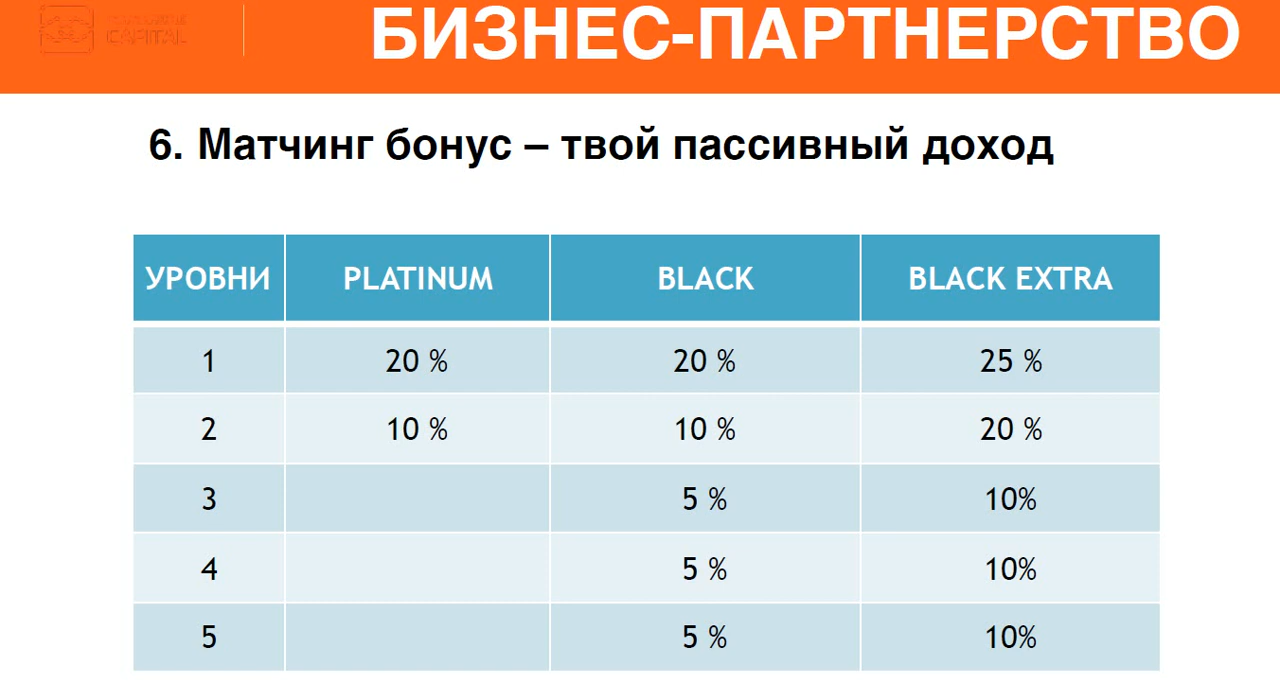 CAPITAL
БИЗНЕС-ПАРТНЕРСТВО
6. Матчинг бонус – твой пассивный доход
УРОВНИ PLATINUM BLACK BLACK EXTRA
1 20 % 20 % 25 %
2 10 % 10 % 20 %
3 5 % 10%
4 5 % 10%
5 5 % 10%